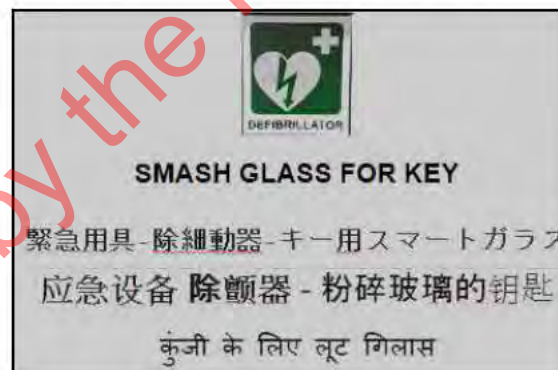 by the
DEFIBRILLATOR
SMASH GLASS FOR KEY
緊急用具-除細動器-キー用スマートガラス
应急设备 除颤器 - 粉碎玻璃的钥匙
कुंजी के लिए लूट गिलास